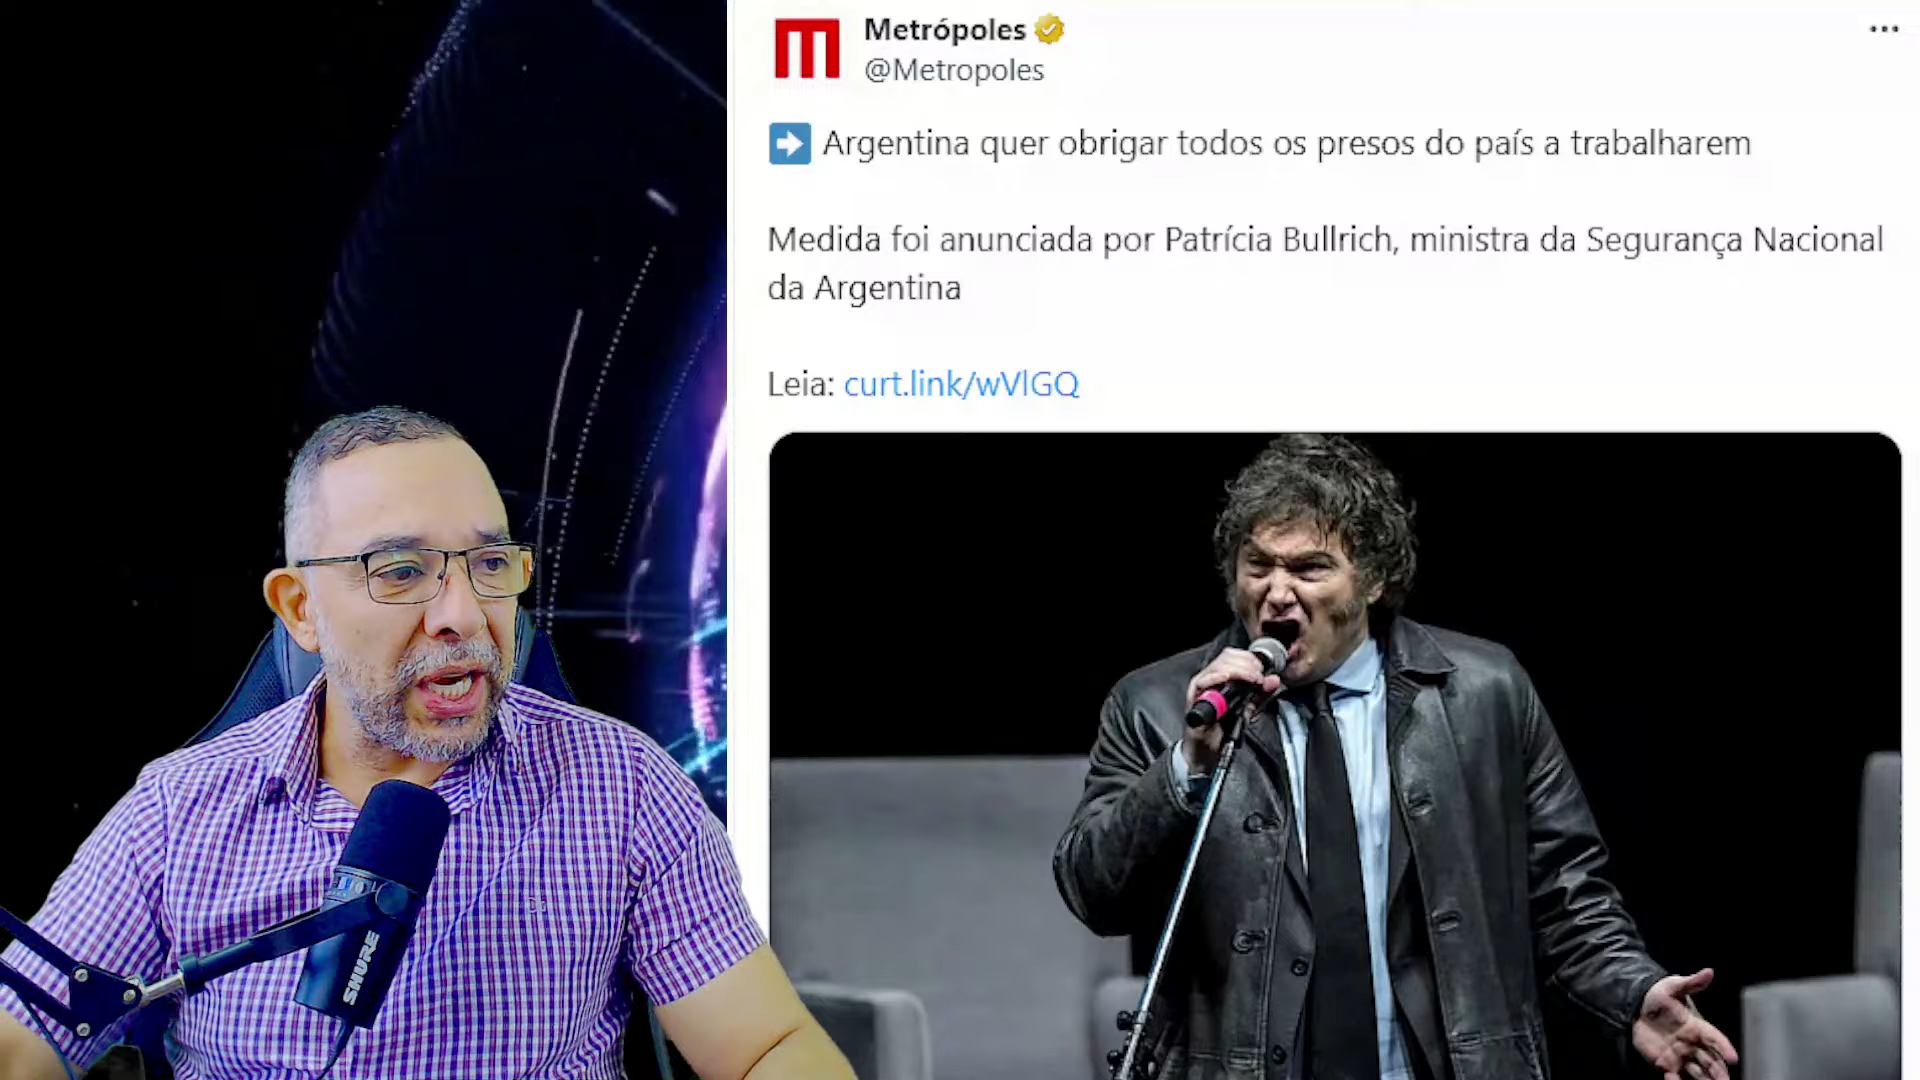 Metrópoles
@Metropoles
Argentina quer obrigar todos os presos do país a trabalharem
Medida foi anunciada por Patrícia Bullrich, ministra da Segurança Nacional
da Argentina
Leia: curt.link/wVlGQ
SHURE